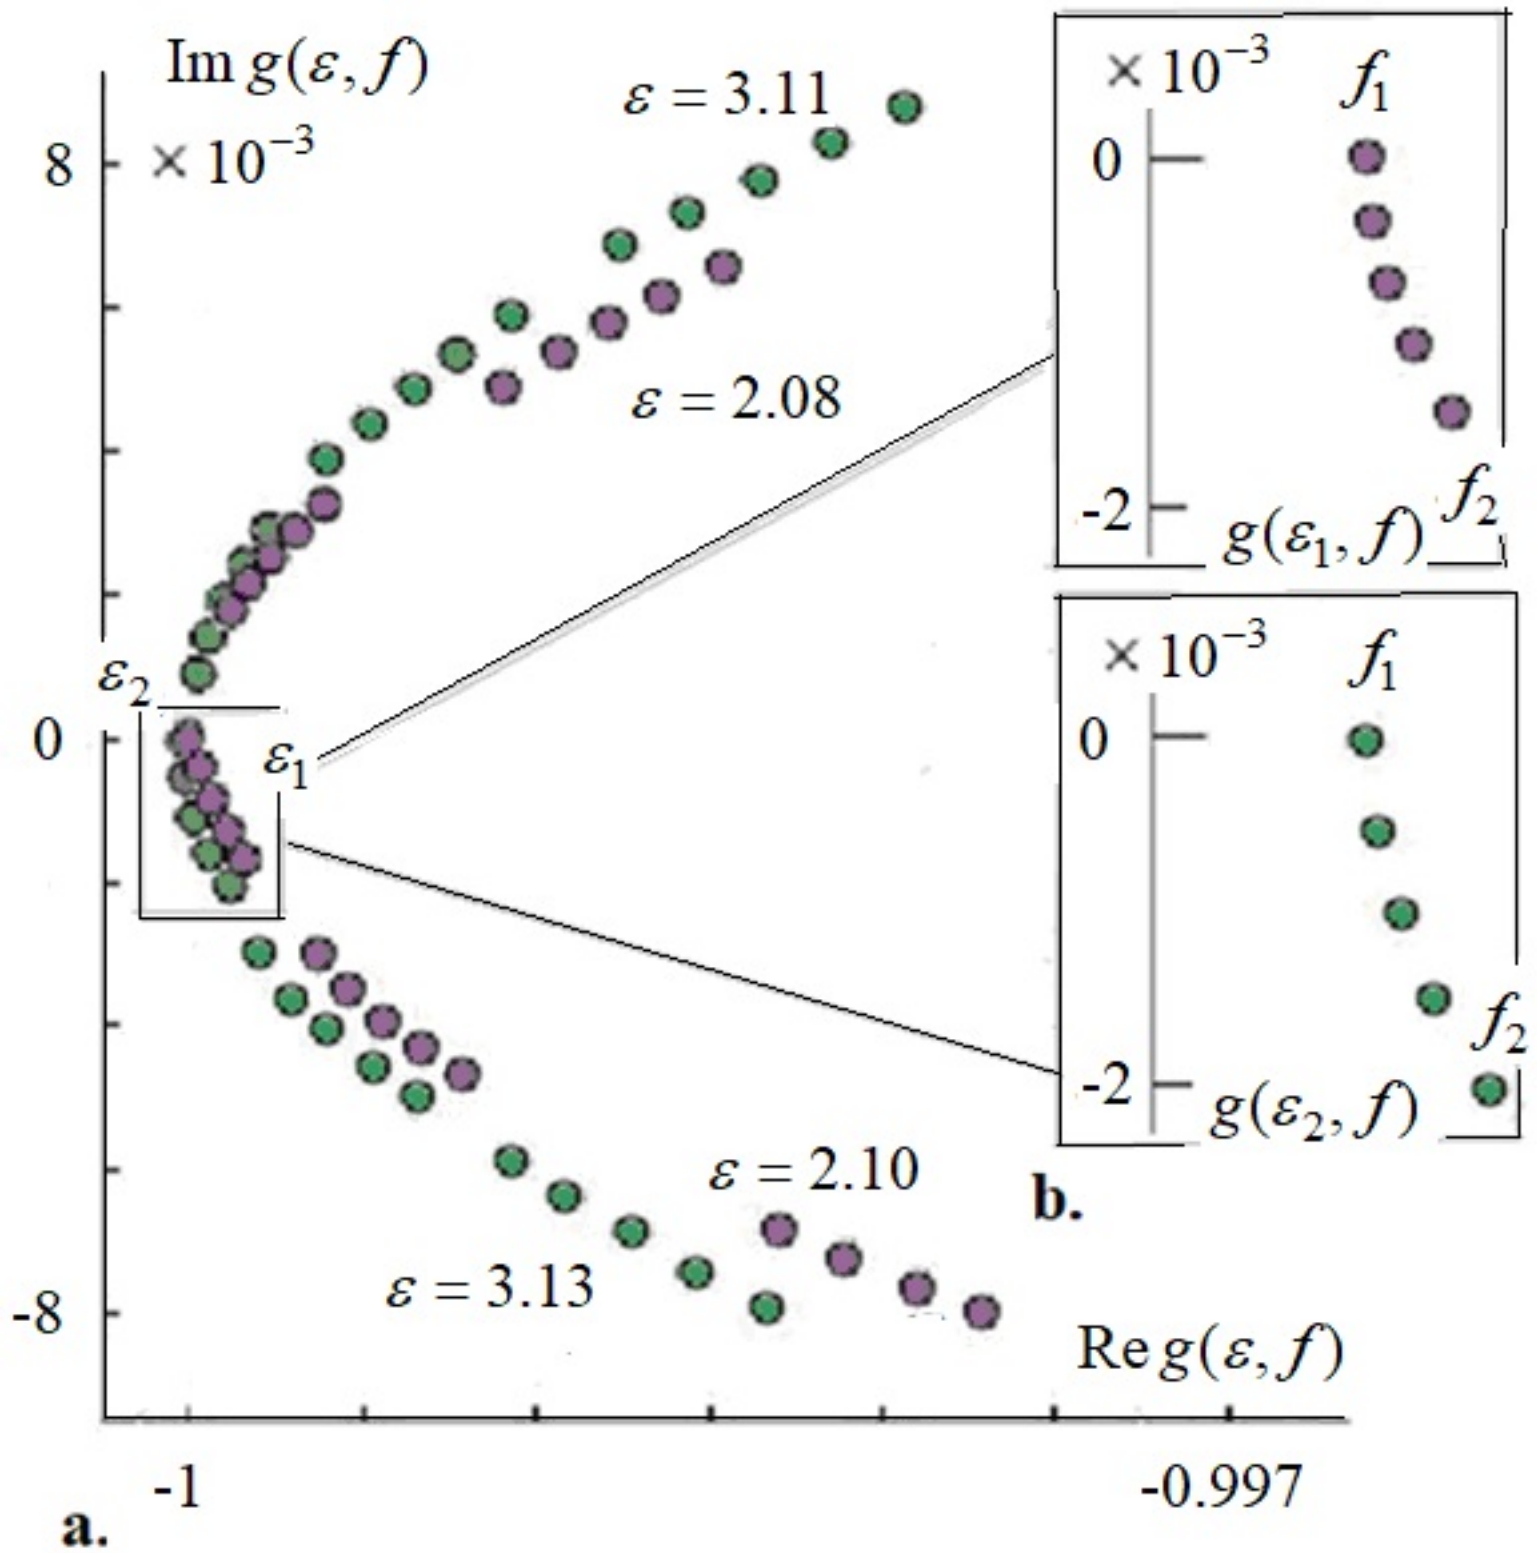 Im g(ε, f)
× 10⁻³
8
ε = 3.11
ε = 2.08
ε₂
0
ε₁
ε = 2.10
ε = 3.13
-8
Re g(ε, f)
-1
-0.997
a.
× 10⁻³
f₁
0
-2
f₂
g(ε₁, f)
× 10⁻³
f₁
0
f₂
-2
g(ε₂, f)
b.